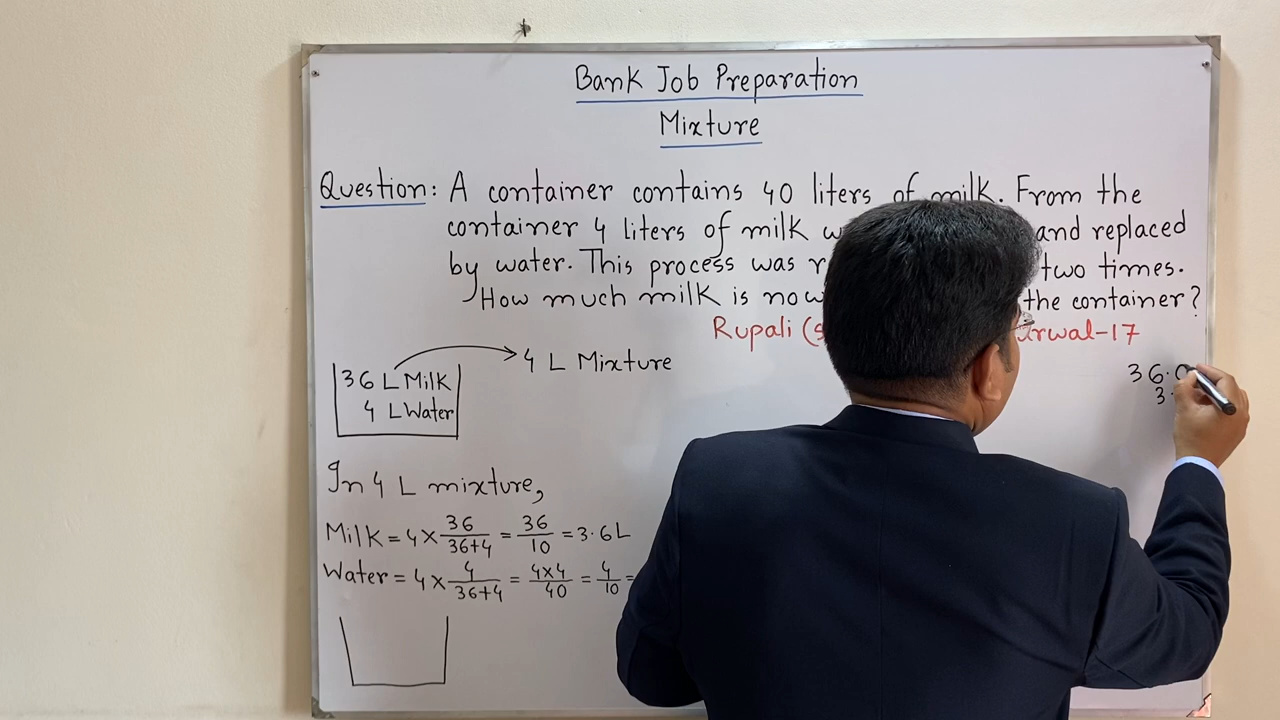 Bank Job Preparation
Mixture
Question: A container contains 40 liters of milk. From the
container 4 liters of milk and replaced
by water. This process was two times.
How much milk is now the container?
Rupali -17
36 L Milk
4 L Water
4 L Mixture
36.
3.
In 4 L mixture,
Milk = 4 × 36/36+4 = 36/10 = 3.6 L
Water = 4 × 4/36+4 = 4×4/40 = 4/10 =